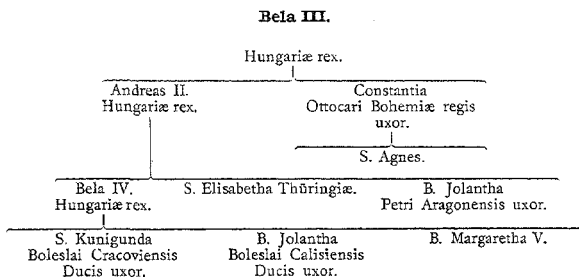 Bela III.
Hungariæ rex.
Andreas II.
Hungariæ rex.
Constantia
Ottocari Bohemiæ regis
uxor.
S. Agnes.
Bela IV.
Hungariæ rex.
S. Elisabetha Thüringiæ.
B. Jolantha
Petri Aragonensis uxor.
S. Kunigunda
Boleslai Cracoviensis
Ducis uxor.
B. Jolantha
Boleslai Calisiensis
Ducis uxor.
B. Margaretha V.